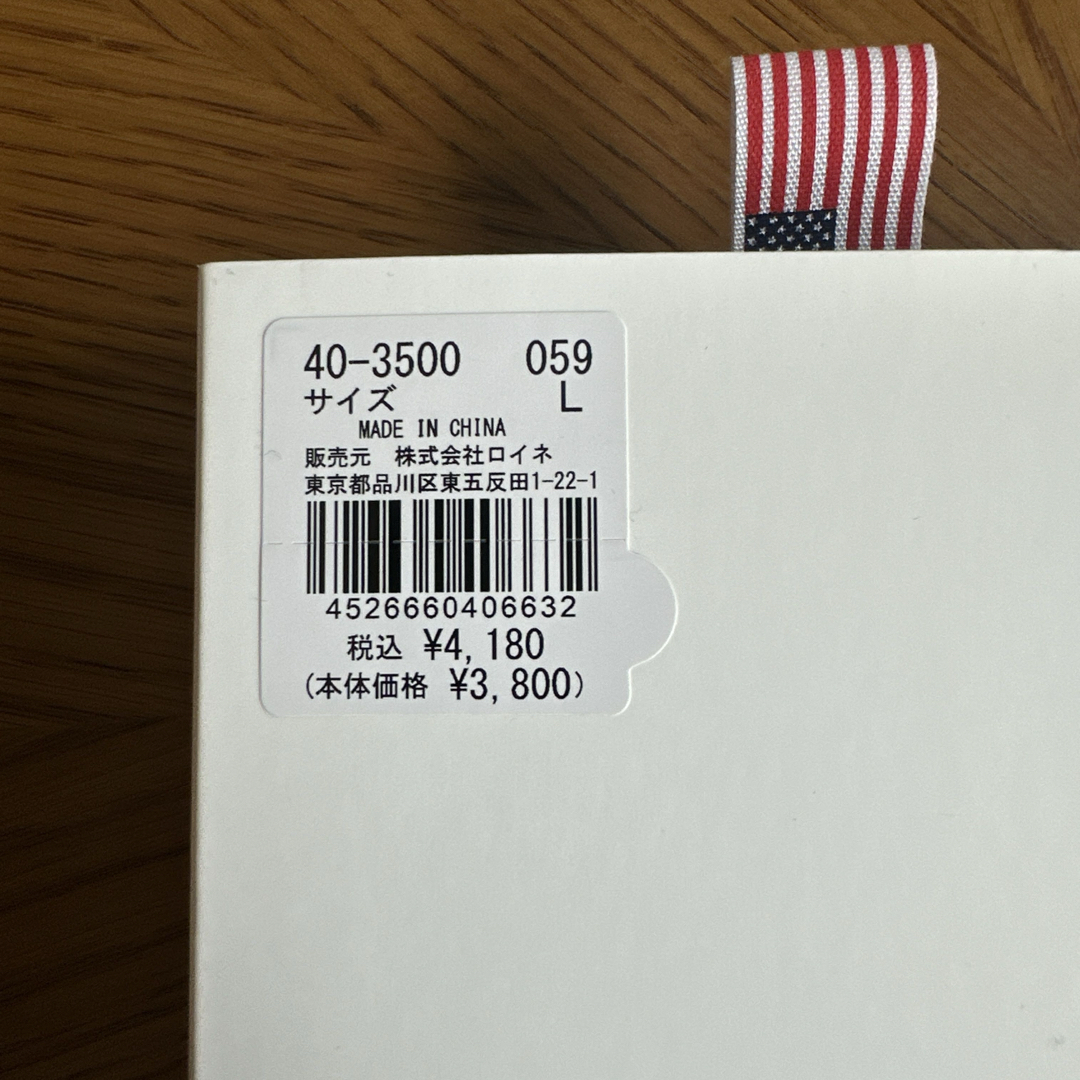 40-3500 059
サイズ L
MADE IN CHINA
販売元 株式会社ロイネ
東京都品川区東五反田1-22-1
4526660406632
税込 ¥4,180
(本体価格 ¥3,800)